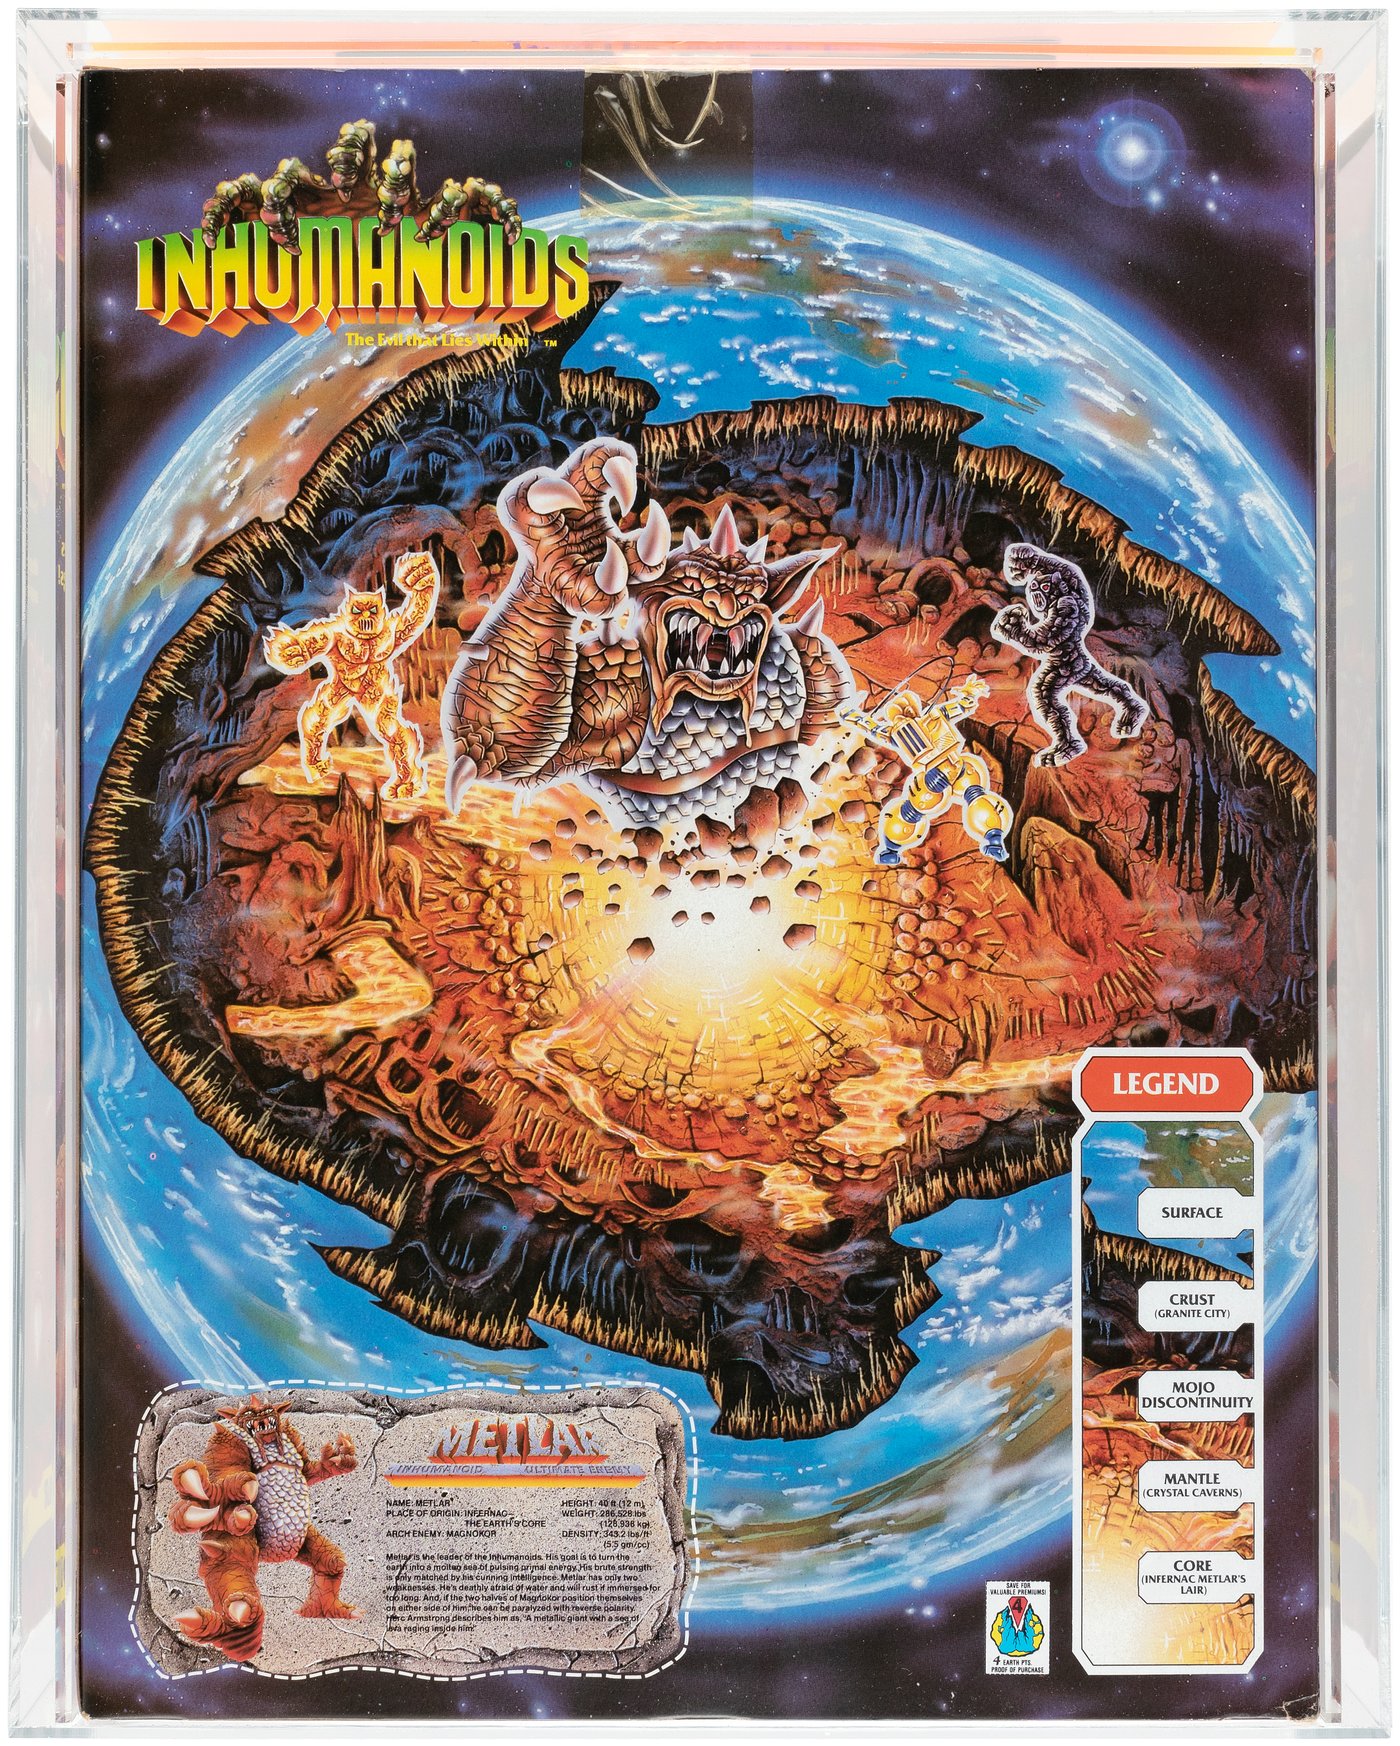 INHUMANOIDS
The Evil that Lies Within ™
LEGEND
SURFACE
CRUST
(GRANITE CITY)
MOJO
DISCONTINUITY
MANTLE
(CRYSTAL CAVERNS)
CORE
(INFERNAC METLAR'S
LAIR)
METLAR
INHUMANOID ULTIMATE ENEMY
NAME: METLAR
PLACE OF ORIGIN: INFERNAC—
THE EARTH'S CORE
ARCH ENEMY: MAGNOKOR
HEIGHT: 40 ft (12 m)
WEIGHT: 286,528 lbs
DENSITY: 343.2 lbs/ft³
(5.5 gm/cc)
Metlar is the leader of the Inhumanoids. His goal is to turn the
earth into a molten sea of pulsing primal energy. His brute strength
is only matched by his cunning intelligence. Metlar has only two
weaknesses. He's deathly afraid of water and will rust if immersed for
too long. And, if the two halves of Magnokor position themselves
on either side of him, he can be paralyzed with reverse polarity.
Herc Armstrong describes him as, "A metallic giant with a sea of
lava raging inside him."
SAVE FOR
VALUABLE PREMIUMS!
4
4 EARTH PTS.
PROOF OF PURCHASE